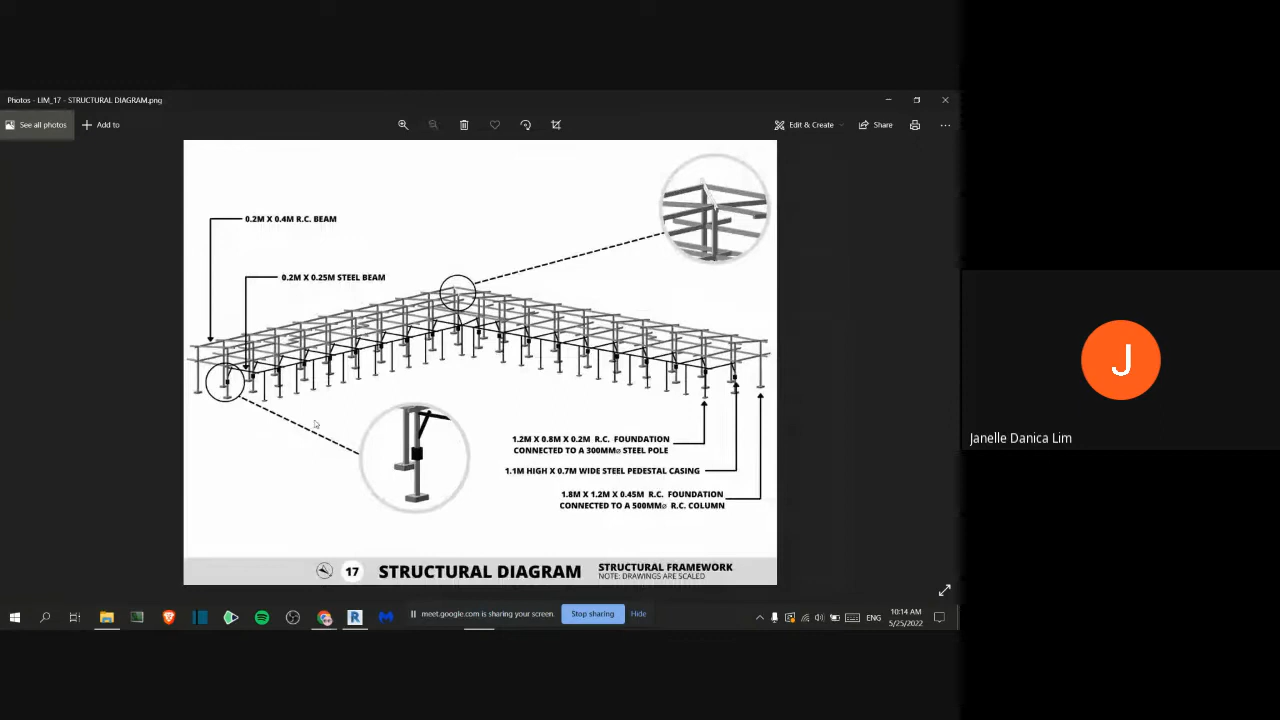 Photos - LIM_17 - STRUCTURAL DIAGRAM.png
See all photos
Add to
Edit & Create
Share
0.2M X 0.4M R.C. BEAM
0.2M X 0.25M STEEL BEAM
1.2M X 0.8M X 0.2M R.C. FOUNDATION
CONNECTED TO A 300MM⌀ STEEL POLE
1.1M HIGH X 0.7M WIDE STEEL PEDESTAL CASING
1.8M X 1.2M X 0.45M R.C. FOUNDATION
CONNECTED TO A 500MM⌀ R.C. COLUMN
17
STRUCTURAL DIAGRAM
STRUCTURAL FRAMEWORK
NOTE: DRAWINGS ARE SCALED
J
Janelle Danica Lim
meet.google.com is sharing your screen.
Stop sharing
Hide
ENG
10:14 AM
5/25/2022